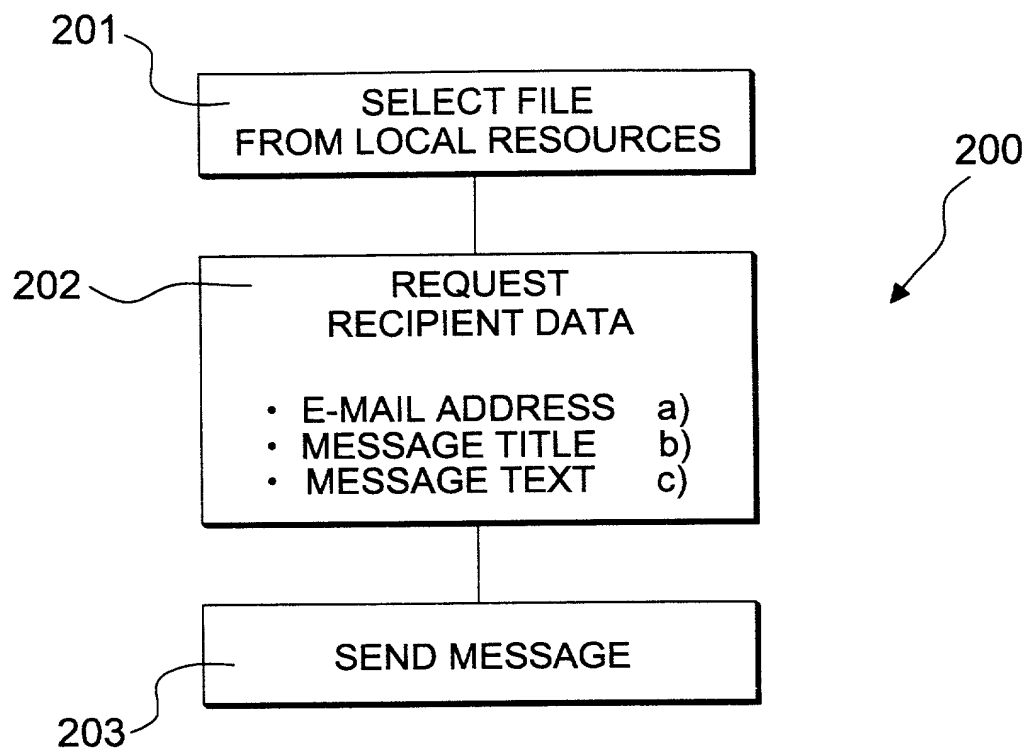 201
SELECT FILE
FROM LOCAL RESOURCES
200
202
REQUEST
RECIPIENT DATA
• E-MAIL ADDRESS a)
• MESSAGE TITLE b)
• MESSAGE TEXT c)
SEND MESSAGE
203